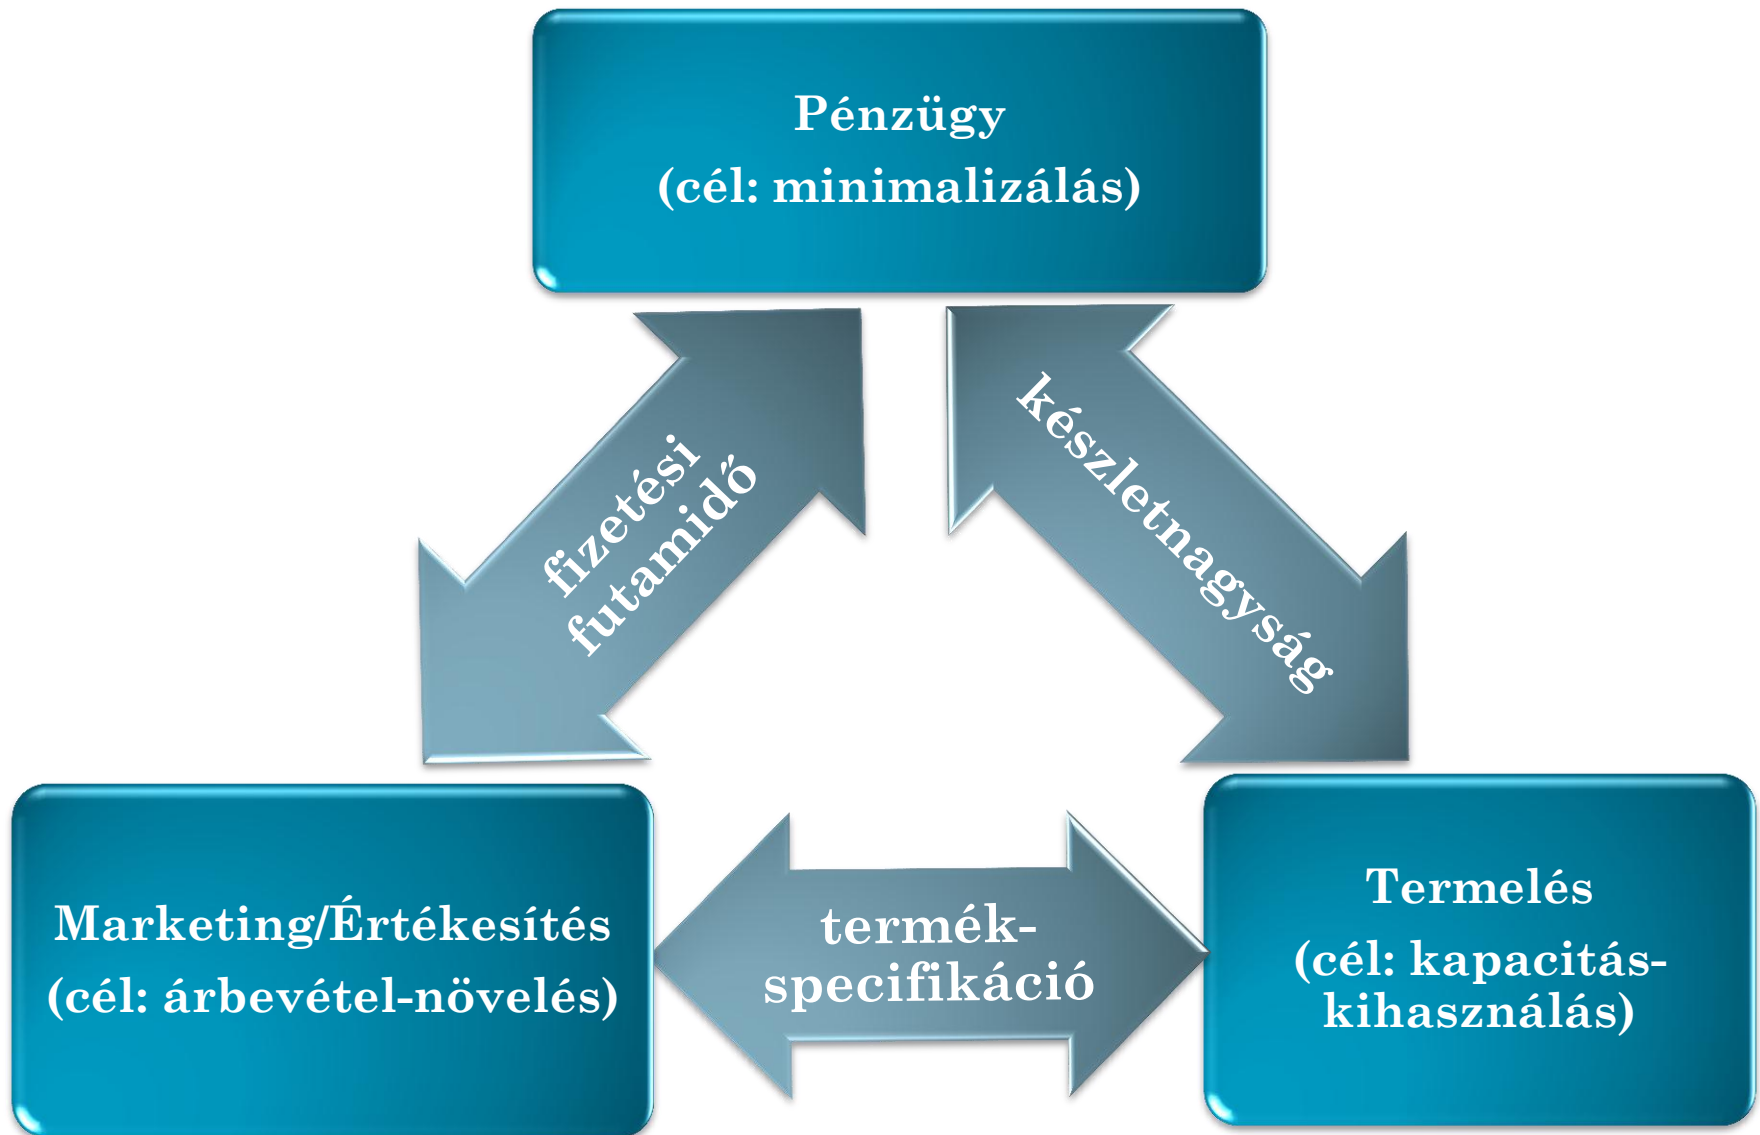 Pénzügy
(cél: minimalizálás)
fizetési
futamidő
készletnagyság
Marketing/Értékesítés
(cél: árbevétel-növelés)
termék-
specifikáció
Termelés
(cél: kapacitás-
kihasználás)